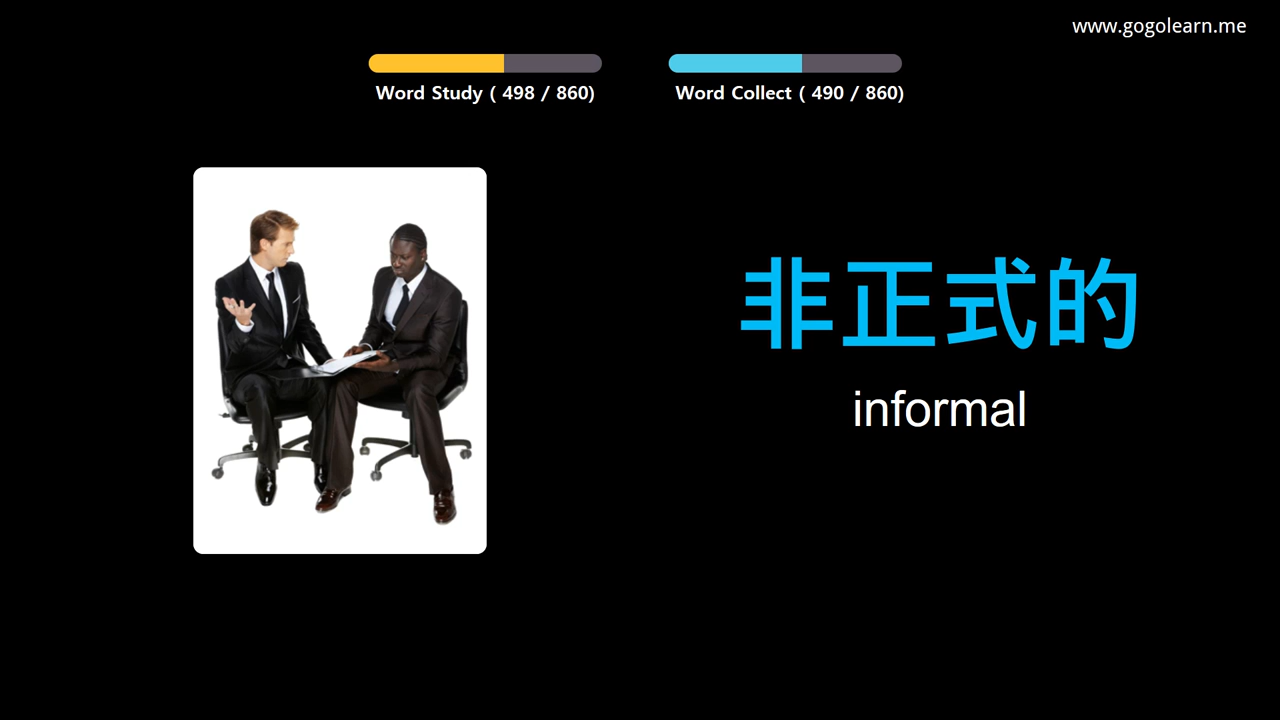 www.gogolearn.me
Word Study ( 498 / 860)
Word Collect ( 490 / 860)
非正式的
informal